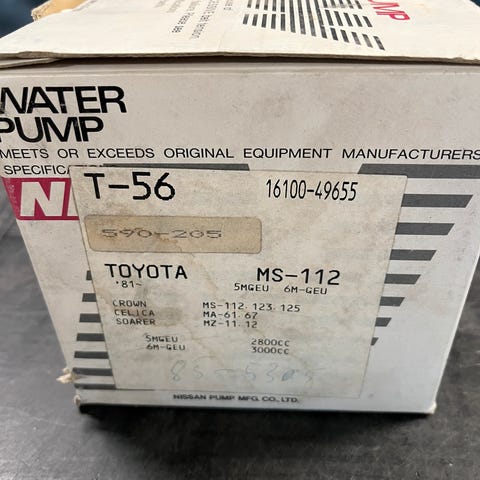 PUMP
WATER
PUMP
MEETS OR EXCEEDS ORIGINAL EQUIPMENT MANUFACTURERS
T-56 16100-49655
590-205
TOYOTA MS-112
'81~ 5MGEU 6M-GEU
CROWN MS-112.123.125
CELICA MA-61.67
SOARER MZ-11.12
5MGEU 2800CC
6M-GEU 3000CC
NISSAN PUMP MFG. CO., LTD.